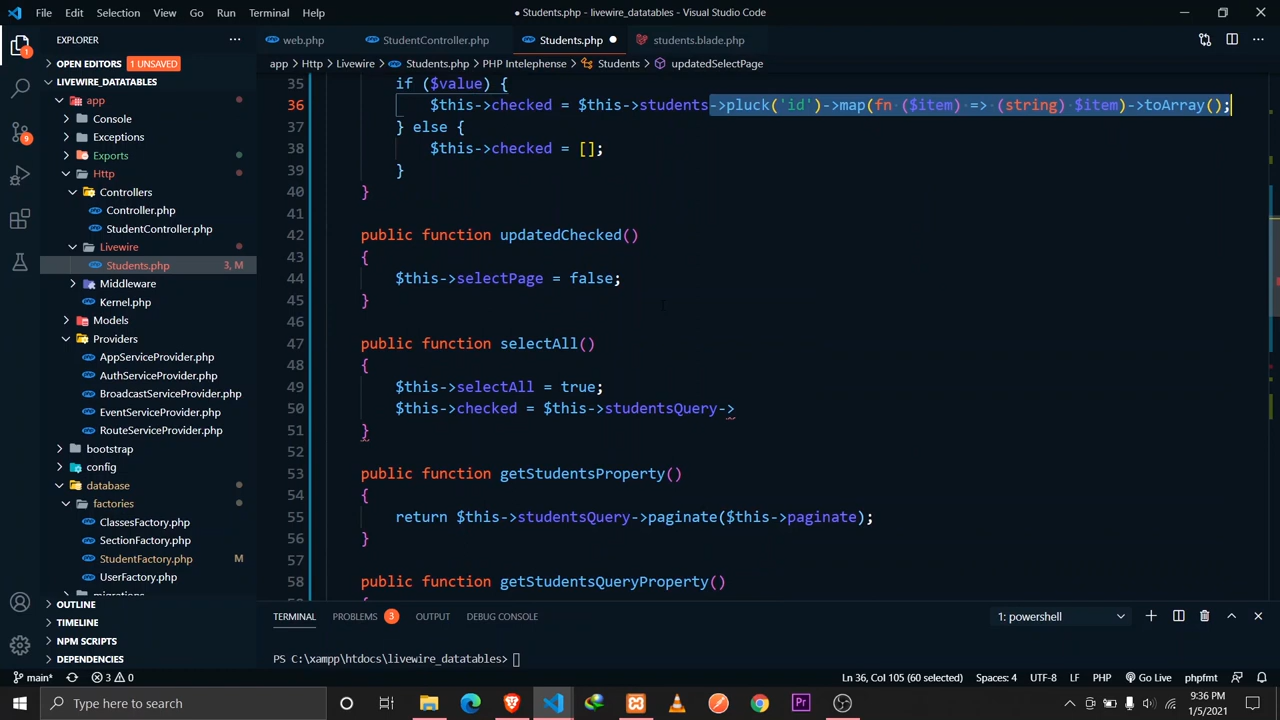 File Edit Selection View Go Run Terminal Help
● Students.php - livewire_datatables - Visual Studio Code
EXPLORER
web.php
StudentController.php
Students.php ●
students.blade.php
app > Http > Livewire > Students.php > PHP Intelephense > Students > updatedSelectPage
OPEN EDITORS 1 UNSAVED
LIVEWIRE_DATATABLES
app
Console
Exceptions
Exports
Http
Controllers
Controller.php
StudentController.php
Livewire
Students.php 3, M
Middleware
Kernel.php
Models
Providers
AppServiceProvider.php
AuthServiceProvider.php
BroadcastServiceProvider.php
EventServiceProvider.php
RouteServiceProvider.php
bootstrap
config
database
factories
ClassesFactory.php
SectionFactory.php
StudentFactory.php M
UserFactory.php
migrations
OUTLINE
TIMELINE
NPM SCRIPTS
DEPENDENCIES
1
9
35 if ($value) {
36 $this->checked = $this->students->pluck('id')->map(fn ($item) => (string) $item)->toArray();
37 } else {
38 $this->checked = [];
39 }
40 }
41
42 public function updatedChecked()
43 {
44 $this->selectPage = false;
45 }
46
47 public function selectAll()
48 {
49 $this->selectAll = true;
50 $this->checked = $this->studentsQuery->
51 }
52
53 public function getStudentsProperty()
54 {
55 return $this->studentsQuery->paginate($this->paginate);
56 }
57
58 public function getStudentsQueryProperty()
59 {
TERMINAL PROBLEMS 3 OUTPUT DEBUG CONSOLE
1: powershell
PS C:\xampp\htdocs\livewire_datatables>
main* 3 0
Ln 36, Col 105 (60 selected) Spaces: 4 UTF-8 LF PHP Go Live phpfmt
Type here to search
9:36 PM
1/5/2021